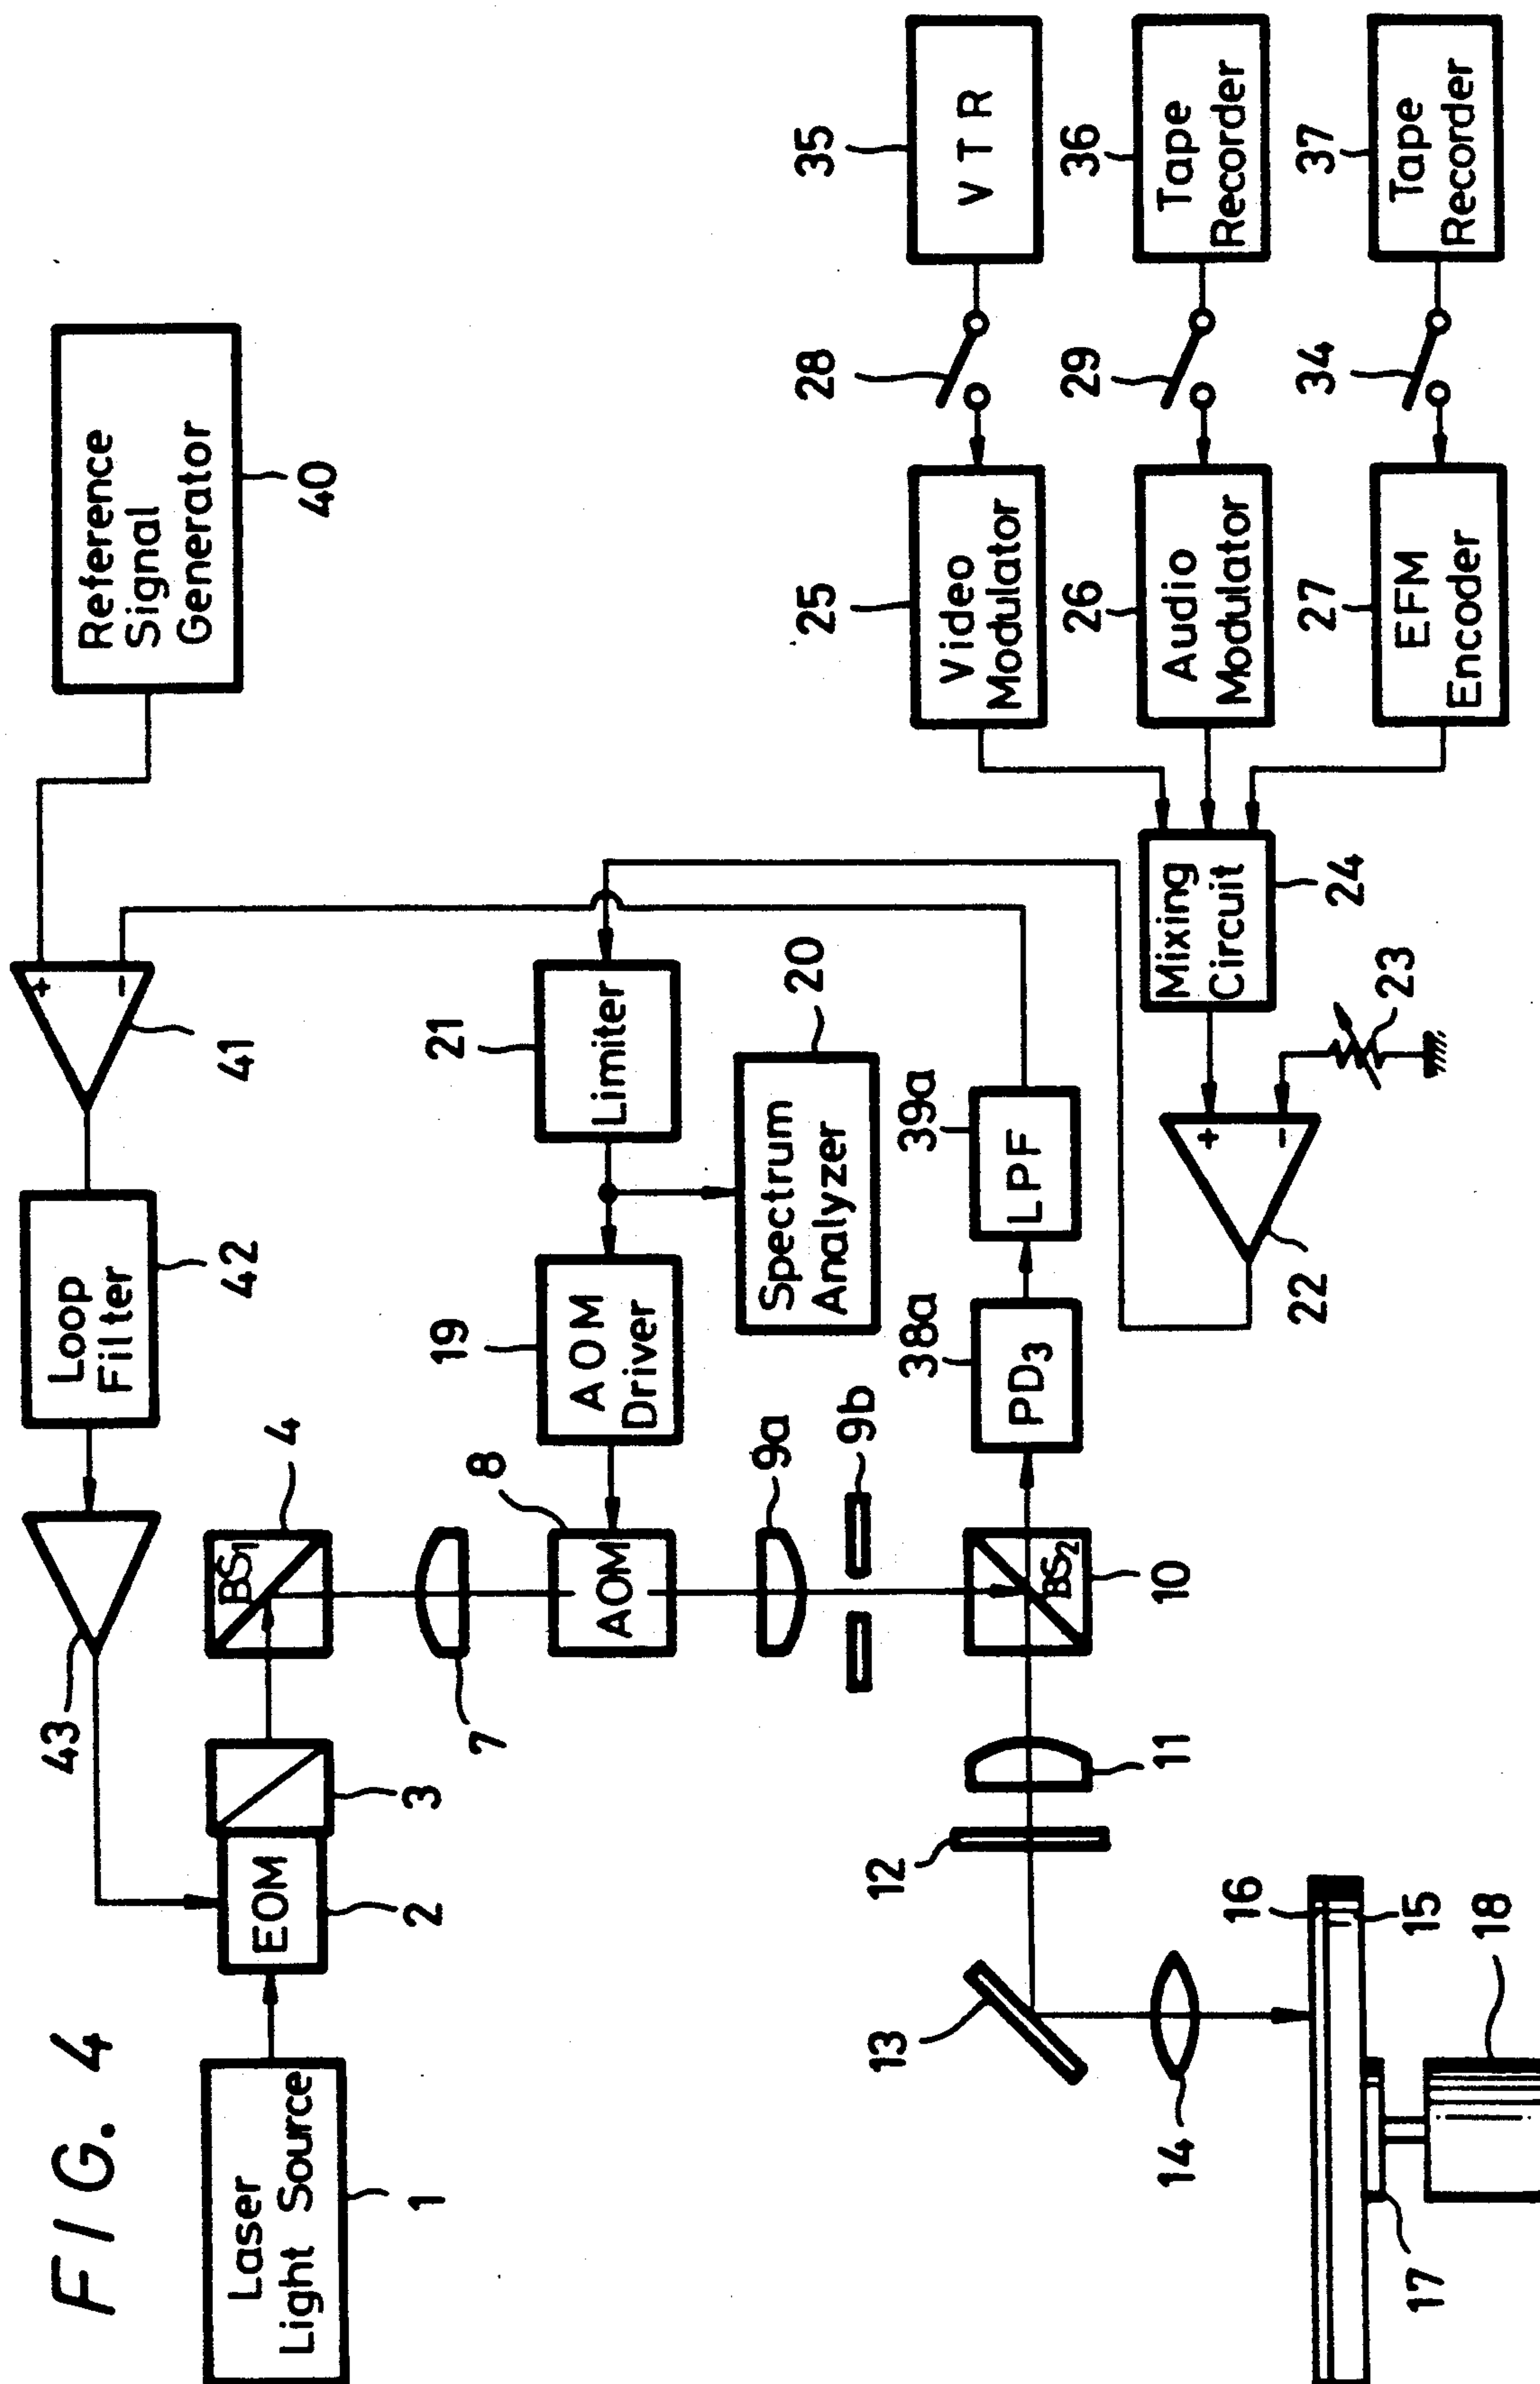 FIG. 4
Laser
Light Source
1
EOM
2
3
BS1
4
43
Loop
Filter
42
+
-
41
Reference
Signal
Generator
40
7
AOM
8
AOM
Driver
19
Limiter
21
Spectrum
Analyzer
20
9a
9b
BS2
10
PD3
38a
LPF
39a
11
12
13
14
16
15
17
18
+
-
22
23
Mixing
Circuit
24
Video
Modulator
25
28
VTR
35
Audio
Modulator
26
29
Tape
Recorder
36
EFM
Encoder
27
34
Tape
Recorder
37